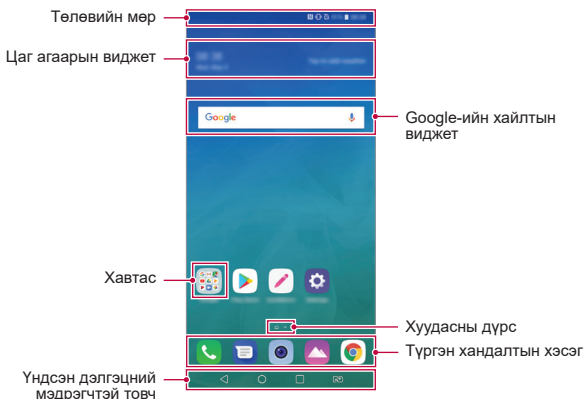 Төлөвийн мөр
Цаг агаарын виджет
Google
Google-ийн хайлтын
виджет
Хавтас
Хуудасны дүрс
Түргэн хандалтын хэсэг
Үндсэн дэлгэцний
мэдрэгчтэй товч